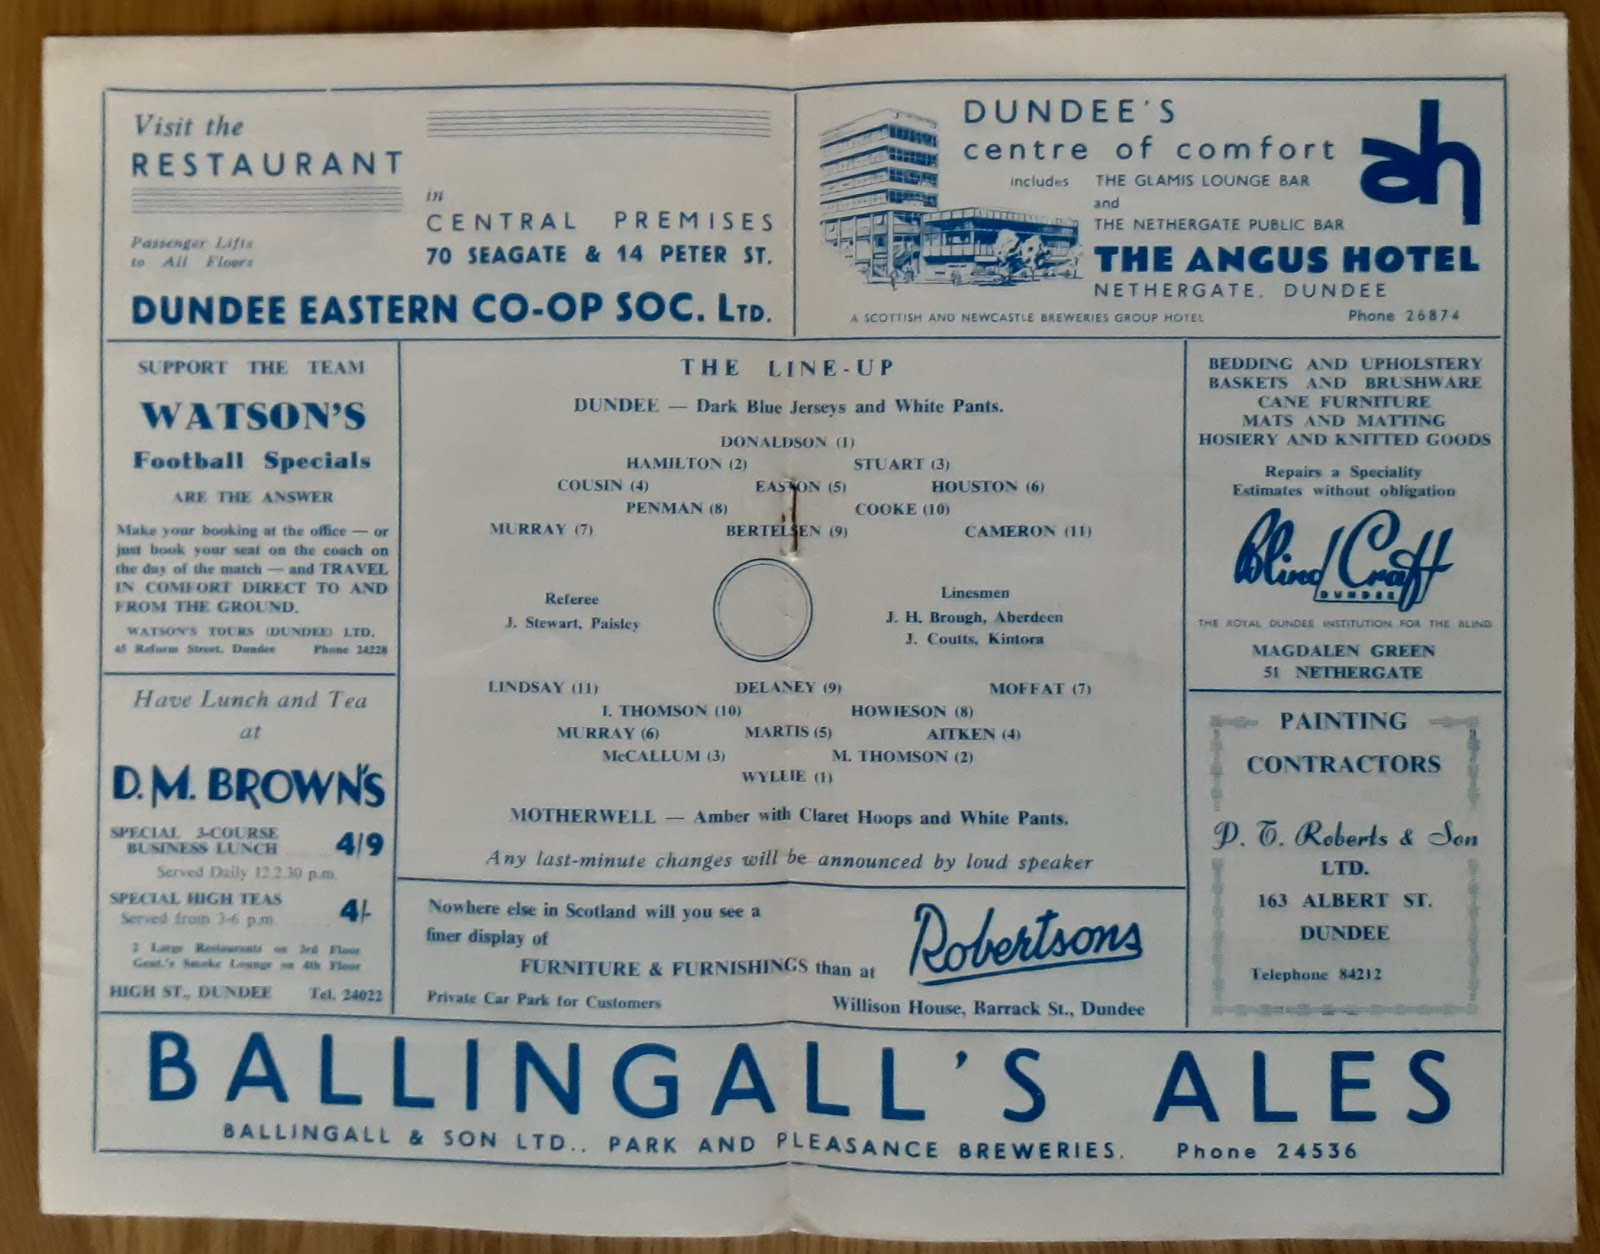 Visit the
RESTAURANT
Passenger Lifts
to All Floors
in
CENTRAL PREMISES
70 SEAGATE & 14 PETER ST.
DUNDEE EASTERN CO-OP SOC. LTD.
DUNDEE'S
centre of comfort
includes THE GLAMIS LOUNGE BAR
and
THE NETHERGATE PUBLIC BAR
THE ANGUS HOTEL
NETHERGATE. DUNDEE
A SCOTTISH AND NEWCASTLE BREWERIES GROUP HOTEL
Phone 26874
ah
SUPPORT THE TEAM
WATSON'S
Football Specials
ARE THE ANSWER
Make your booking at the office — or
just book your seat on the coach on
the day of the match — and TRAVEL
IN COMFORT DIRECT TO AND
FROM THE GROUND.
WATSON'S TOURS (DUNDEE) LTD.
45 Reform Street, Dundee Phone 24228
Have Lunch and Tea
at
D. M. BROWN'S
SPECIAL 3-COURSE
BUSINESS LUNCH 4/9
Served Daily 12-2.30 p.m.
SPECIAL HIGH TEAS 4/-
Served from 3-6 p.m.
2 Large Restaurants on 3rd Floor
Gent.'s Smoke Lounge on 4th Floor
HIGH ST., DUNDEE Tel. 24022
THE LINE-UP
DUNDEE — Dark Blue Jerseys and White Pants.
DONALDSON (1)
HAMILTON (2) STUART (3)
COUSIN (4) EASTON (5) HOUSTON (6)
PENMAN (8) COOKE (10)
MURRAY (7) BERTELSEN (9) CAMERON (11)
Referee
J. Stewart, Paisley
Linesmen
J. H. Brough, Aberdeen
J. Coutts, Kintora
LINDSAY (11) DELANEY (9) MOFFAT (7)
I. THOMSON (10) HOWIESON (8)
MURRAY (6) MARTIS (5) AITKEN (4)
McCALLUM (3) M. THOMSON (2)
WYLLIE (1)
MOTHERWELL — Amber with Claret Hoops and White Pants.
Any last-minute changes will be announced by loud speaker
Nowhere else in Scotland will you see a
finer display of
FURNITURE & FURNISHINGS than at
Private Car Park for Customers
Robertsons
Willison House, Barrack St., Dundee
BEDDING AND UPHOLSTERY
BASKETS AND BRUSHWARE
CANE FURNITURE
MATS AND MATTING
HOSIERY AND KNITTED GOODS
Repairs a Speciality
Estimates without obligation
Blind Craft
DUNDEE
THE ROYAL DUNDEE INSTITUTION FOR THE BLIND
MAGDALEN GREEN
51 NETHERGATE
PAINTING
CONTRACTORS
P. T. Roberts & Son
LTD.
163 ALBERT ST.
DUNDEE
Telephone 84212
BALLINGALL'S ALES
BALLINGALL & SON LTD., PARK AND PLEASANCE BREWERIES. Phone 24536